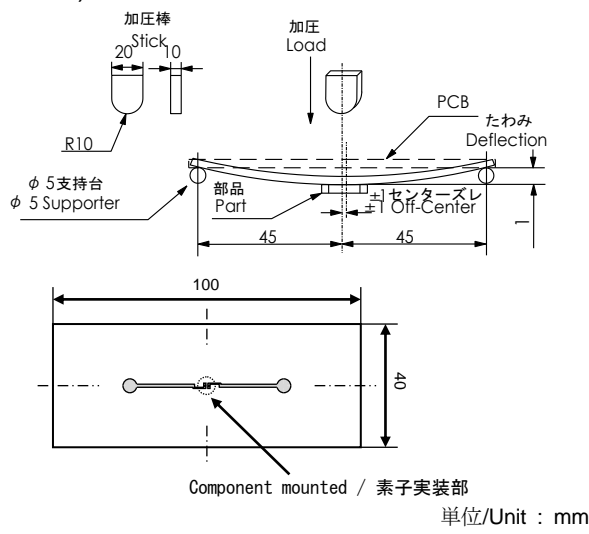 加圧棒
Stick
20
10
R10
加圧
Load
PCB
たわみ
Deflection
φ 5支持台
φ 5 Supporter
部品
Part
±1センターズレ
±1 Off-Center
1
45
45
100
40
Component mounted / 素子実装部
単位/Unit : mm